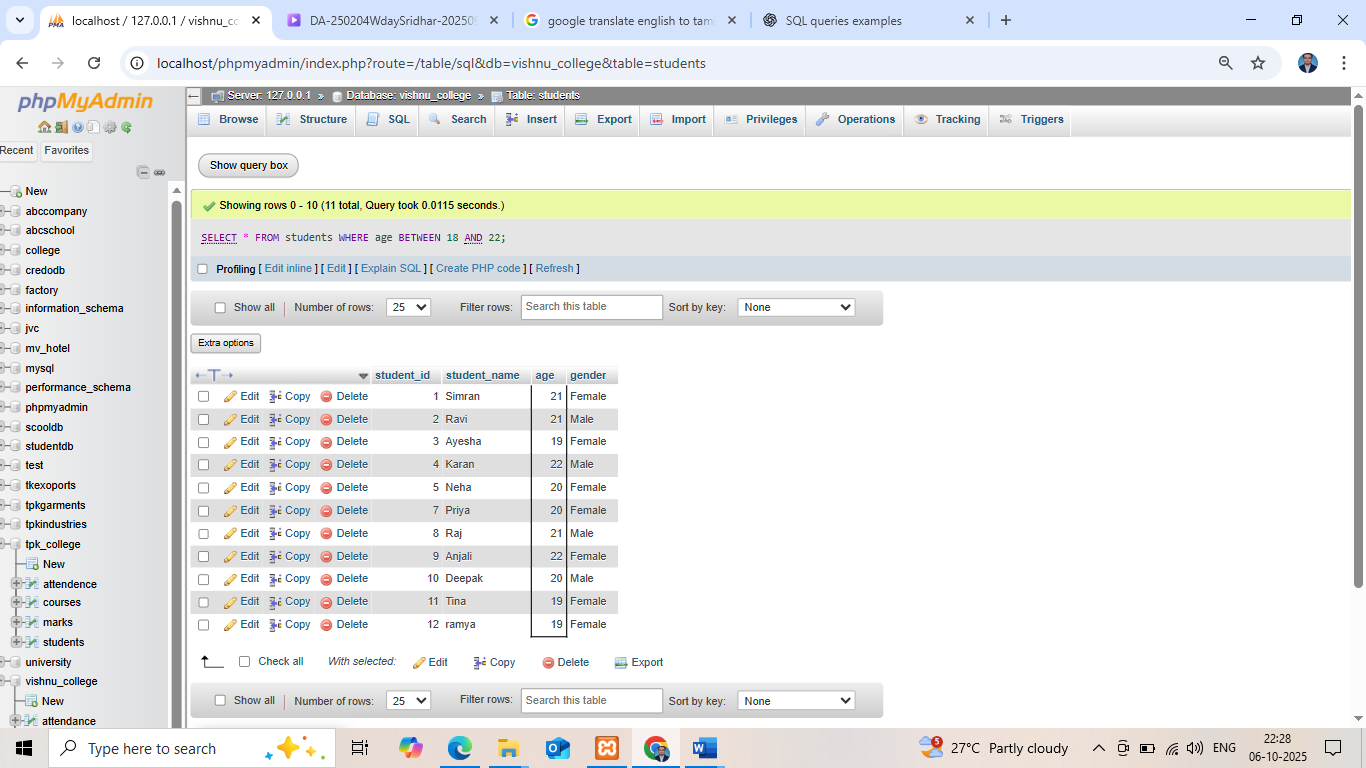 localhost / 127.0.0.1 / vishnu_co
DA-250204WdaySridhar-202505
google translate english to tami
SQL queries examples
localhost/phpmyadmin/index.php?route=/table/sql&db=vishnu_college&table=students
phpMyAdmin
Recent Favorites
New
abccompany
abcschool
college
credodb
factory
information_schema
jvc
mv_hotel
mysql
performance_schema
phpmyadmin
scooldb
studentdb
test
tkexoports
tpkgarments
tpkindustries
tpk_college
New
attendence
courses
marks
students
university
vishnu_college
New
attendance
Server: 127.0.0.1 » Database: vishnu_college » Table: students
Browse Structure SQL Search Insert Export Import Privileges Operations Tracking Triggers
Show query box
Showing rows 0 - 10 (11 total, Query took 0.0115 seconds.)
SELECT * FROM students WHERE age BETWEEN 18 AND 22;
Profiling [ Edit inline ] [ Edit ] [ Explain SQL ] [ Create PHP code ] [ Refresh ]
Show all Number of rows: 25 Filter rows: Search this table Sort by key: None
Extra options
student_id student_name age gender
Edit Copy Delete 1 Simran 21 Female
Edit Copy Delete 2 Ravi 21 Male
Edit Copy Delete 3 Ayesha 19 Female
Edit Copy Delete 4 Karan 22 Male
Edit Copy Delete 5 Neha 20 Female
Edit Copy Delete 7 Priya 20 Female
Edit Copy Delete 8 Raj 21 Male
Edit Copy Delete 9 Anjali 22 Female
Edit Copy Delete 10 Deepak 20 Male
Edit Copy Delete 11 Tina 19 Female
Edit Copy Delete 12 ramya 19 Female
Check all With selected: Edit Copy Delete Export
Show all Number of rows: 25 Filter rows: Search this table Sort by key: None
Type here to search
5
27°C Partly cloudy
ENG
22:28
06-10-2025